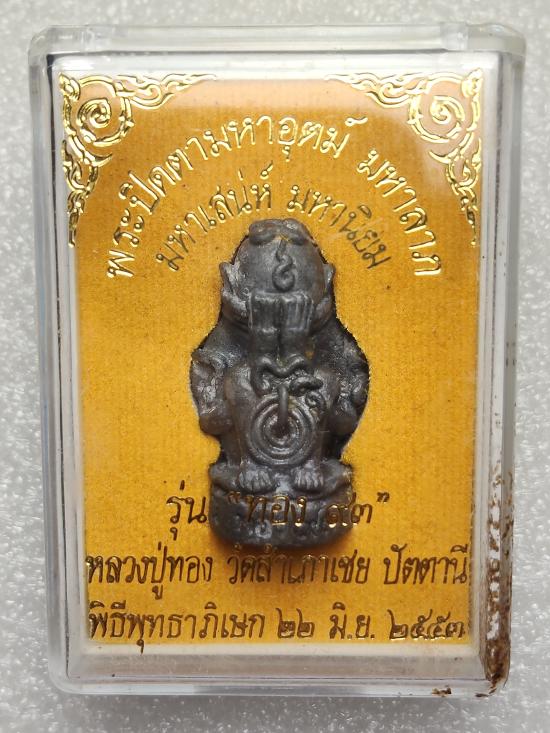 พระปิดตามหาอุตม์ มหาลาภ
มหาเสน่ห์ มหานิยม
รุ่น "ทอง ๙๓"
หลวงปู่ทอง วัดสำเภาเชย ปัตตานี
พิธีพุทธาภิเษก ๒๒ มิ.ย. ๒๕๕๓